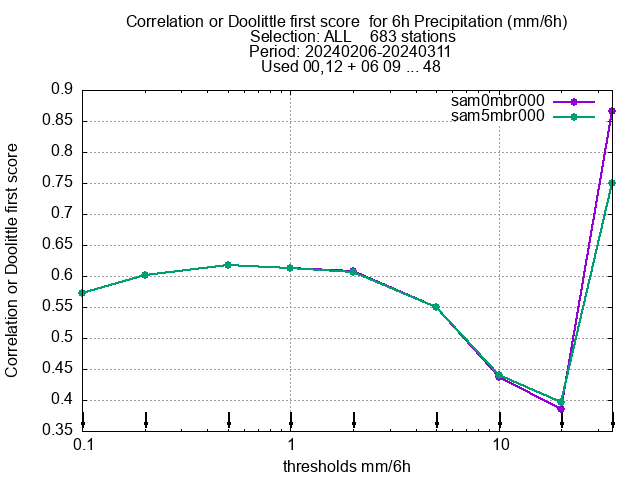 Correlation or Doolittle first score  for 6h Precipitation (mm/6h)
Selection: ALL    683 stations
Period: 20240206-20240311
Used 00,12 + 06 09 ... 48
sam0mbr000
sam5mbr000
0.9
0.85
0.8
0.75
0.7
0.65
0.6
0.55
0.5
0.45
0.4
0.35
Correlation or Doolittle first score
0.1 1 10
thresholds mm/6h